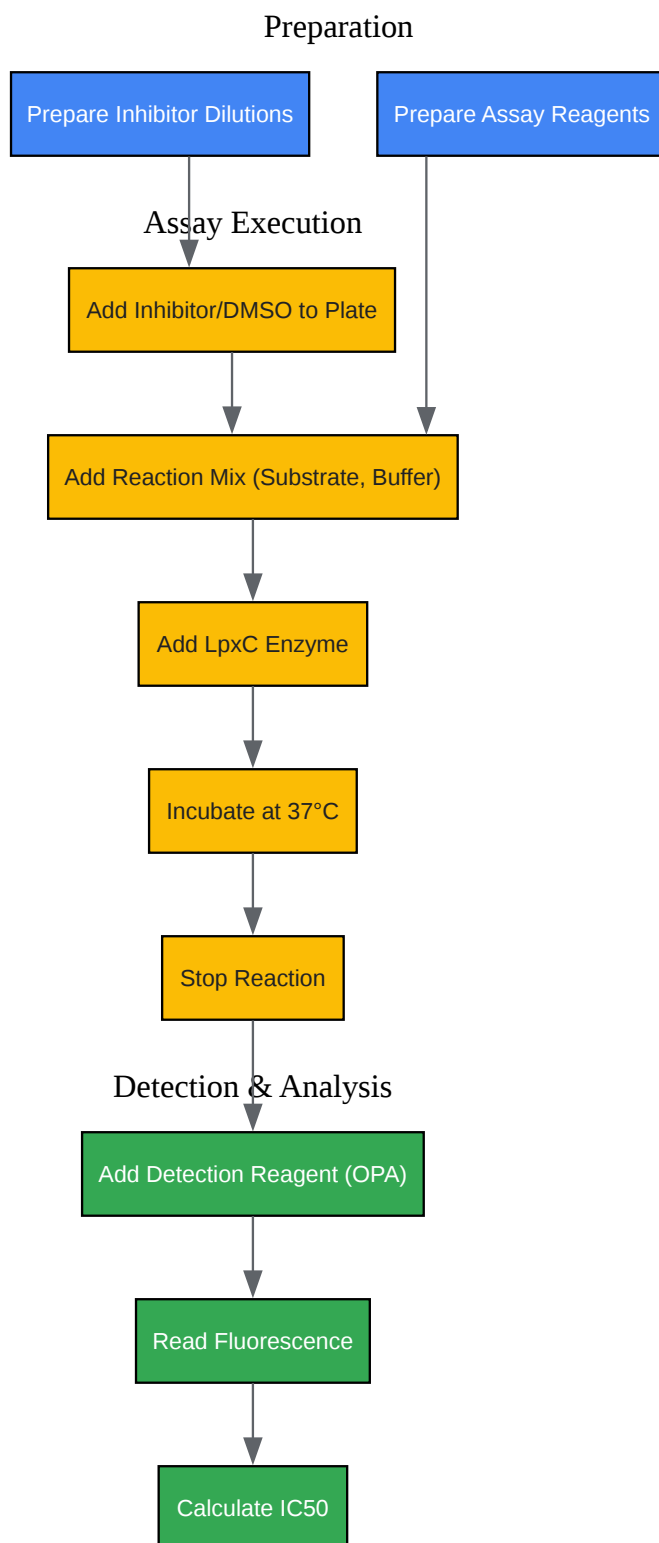 Preparation
Prepare Inhibitor Dilutions
Prepare Assay Reagents
Assay Execution
Add Inhibitor/DMSO to Plate
Add Reaction Mix (Substrate, Buffer)
Add LpxC Enzyme
Incubate at 37°C
Stop Reaction
Detection & Analysis
Add Detection Reagent (OPA)
Read Fluorescence
Calculate IC50